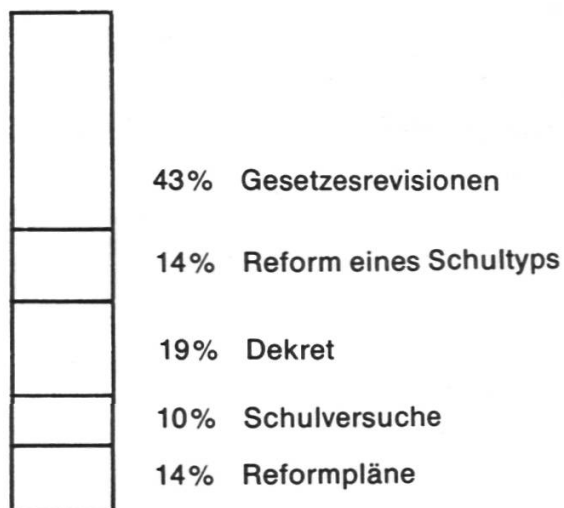 43% Gesetzesrevisionen
14% Reform eines Schultyps
19% Dekret
10% Schulversuche
14% Reformpläne